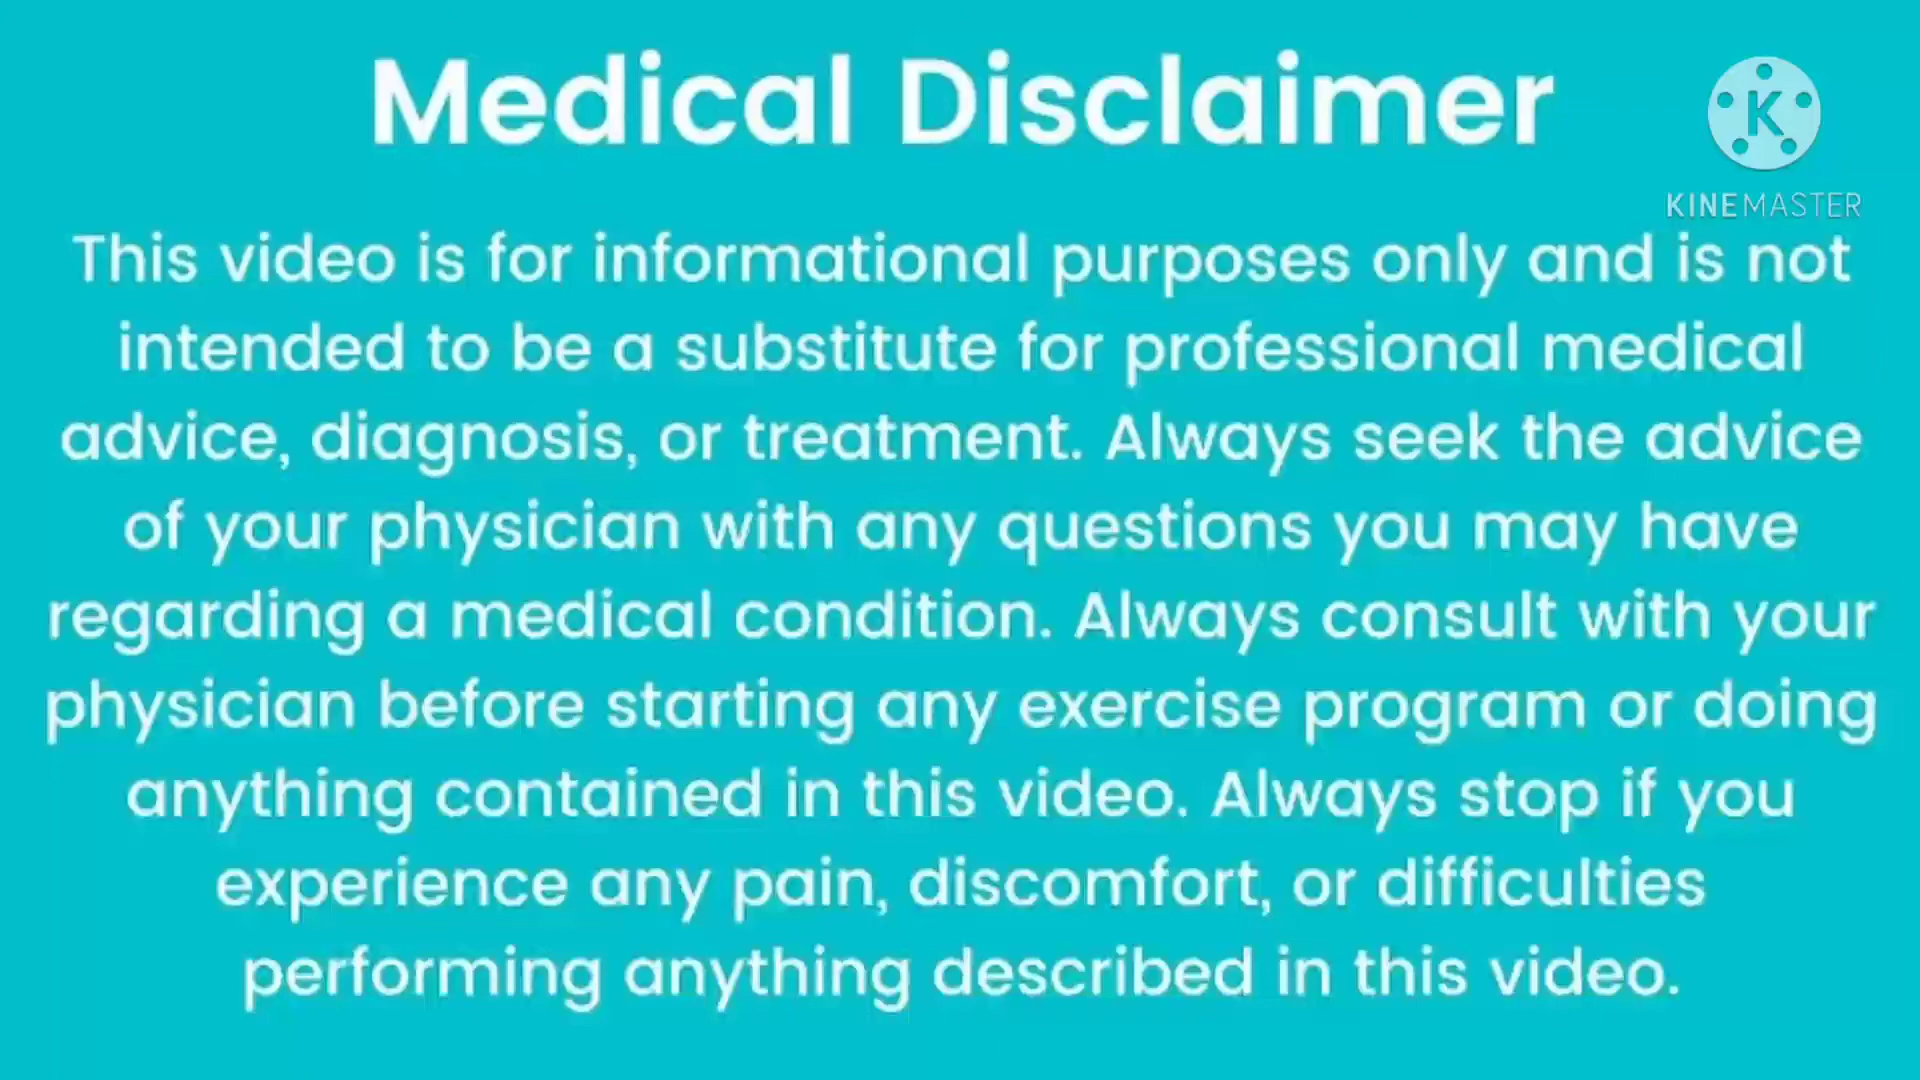 Medical Disclaimer
K
KINEMASTER
This video is for informational purposes only and is not
intended to be a substitute for professional medical
advice, diagnosis, or treatment. Always seek the advice
of your physician with any questions you may have
regarding a medical condition. Always consult with your
physician before starting any exercise program or doing
anything contained in this video. Always stop if you
experience any pain, discomfort, or difficulties
performing anything described in this video.